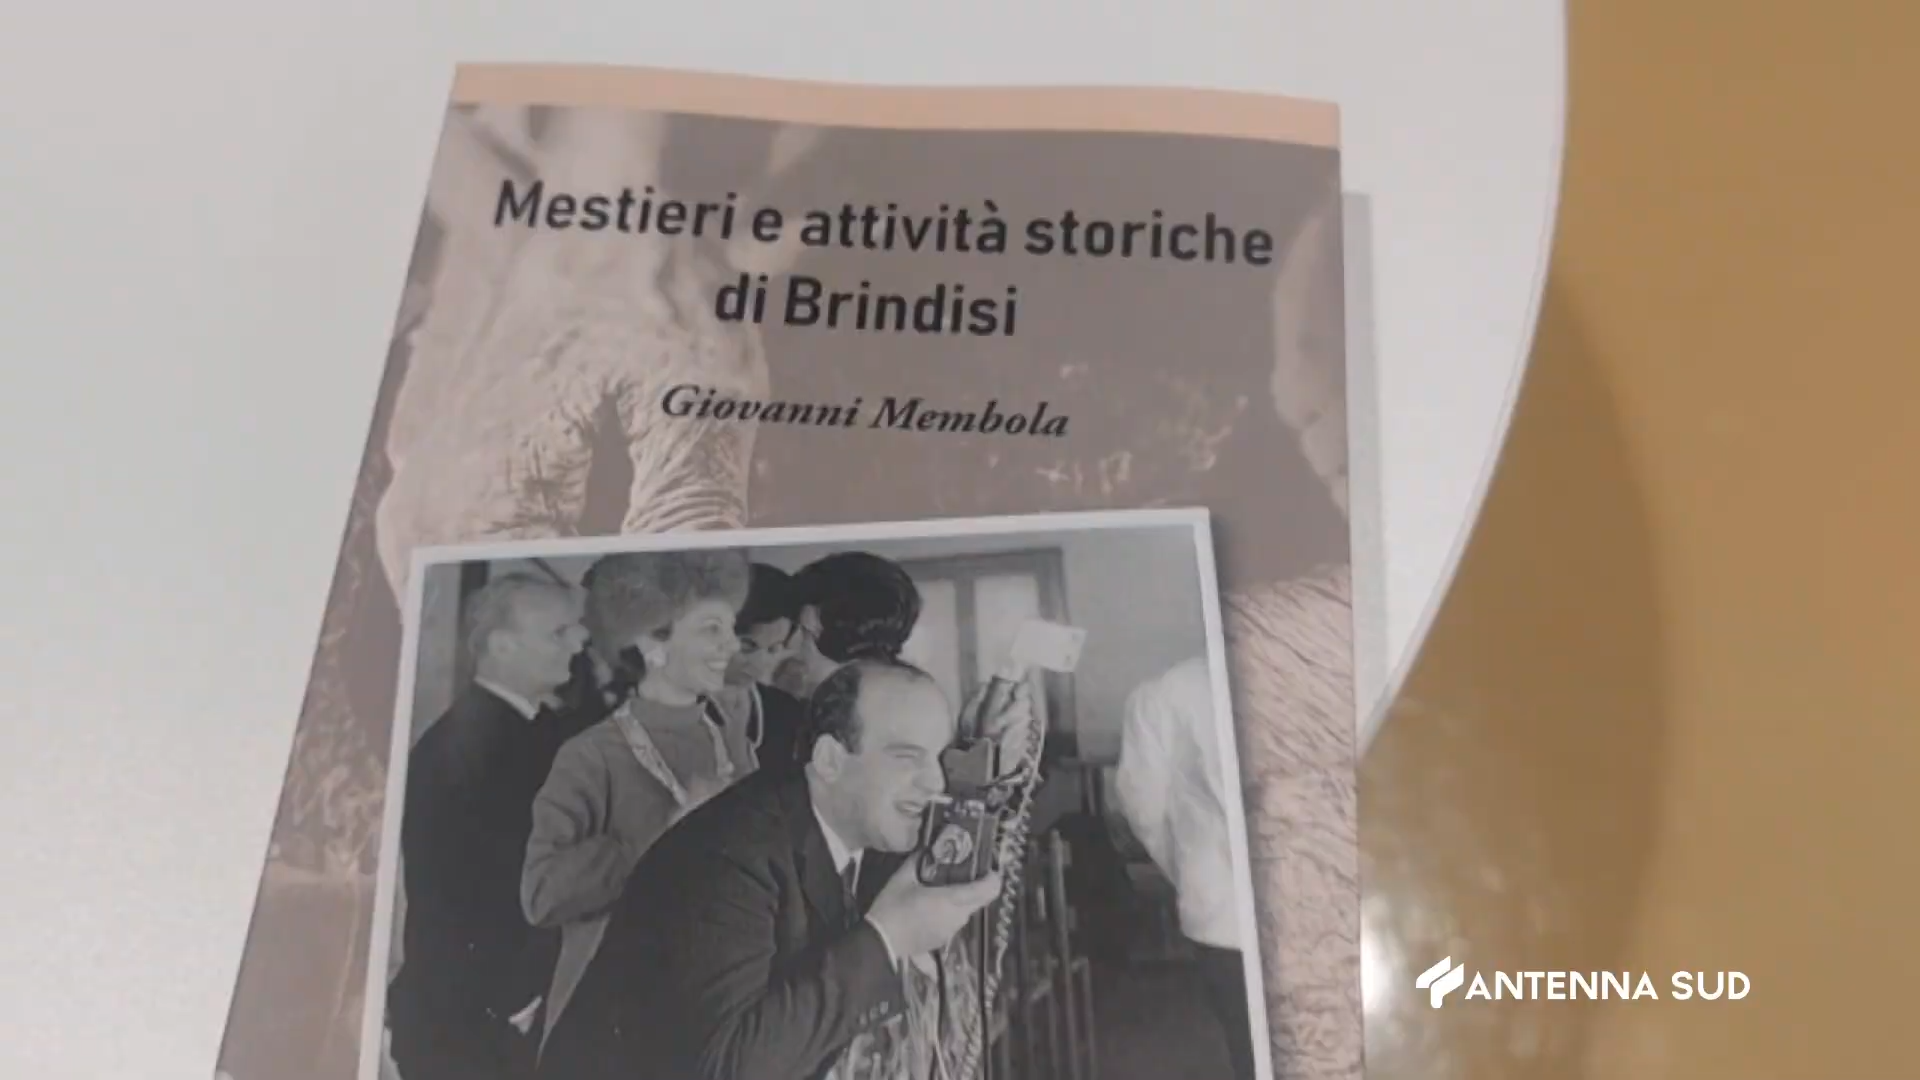 Mestieri e attività storiche
di Brindisi
Giovanni Membola
ANTENNA SUD